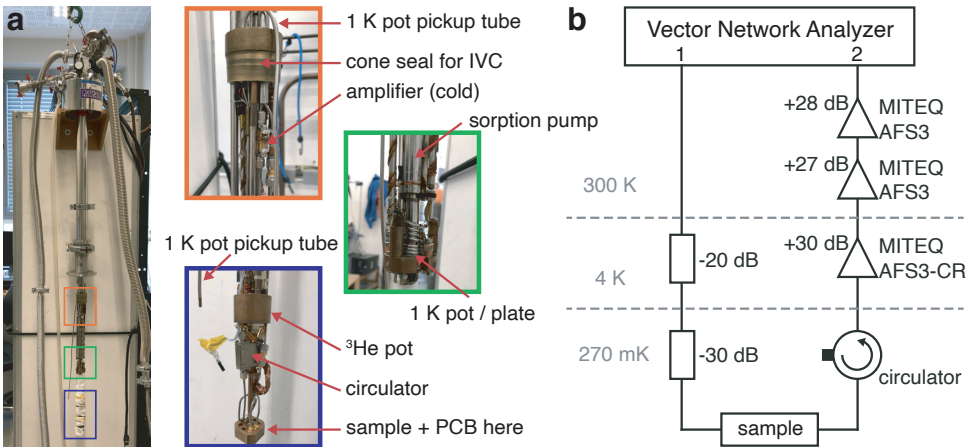 a
1 K pot pickup tube
cone seal for IVC
amplifier (cold)
sorption pump
1 K pot / plate
1 K pot pickup tube
³He pot
circulator
sample + PCB here
b
Vector Network Analyzer
1
2
+28 dB
MITEQ
AFS3
+27 dB
MITEQ
AFS3
300 K
-20 dB
+30 dB
MITEQ
AFS3-CR
4 K
270 mK
-30 dB
circulator
sample